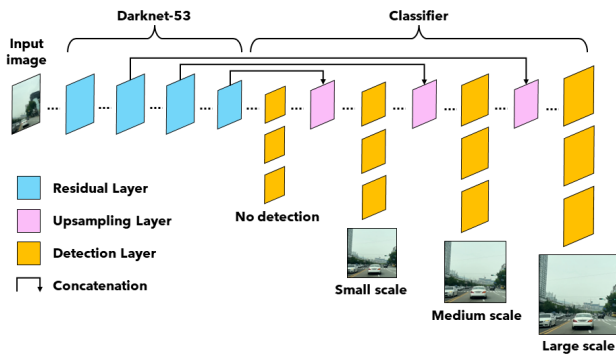 Darknet-53
Classifier
Input
image
... ... ... ... ... ... ... ... ... ...
Residual Layer
Upsampling Layer
Detection Layer
Concatenation
No detection
Small scale
Medium scale
Large scale